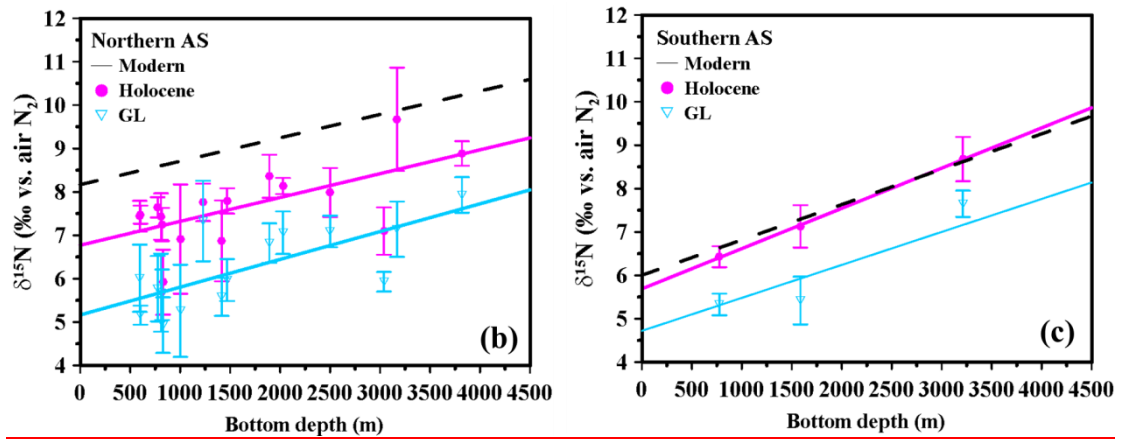 12
11
10
9
8
7
6
5
4
δ¹⁵N (‰ vs. air N₂)
Northern AS
Modern
Holocene
GL
(b)
0 500 1000 1500 2000 2500 3000 3500 4000 4500
Bottom depth (m)
12
11
10
9
8
7
6
5
4
δ¹⁵N (‰ vs. air N₂)
Southern AS
Modern
Holocene
GL
(c)
0 500 1000 1500 2000 2500 3000 3500 4000 4500
Bottom depth (m)